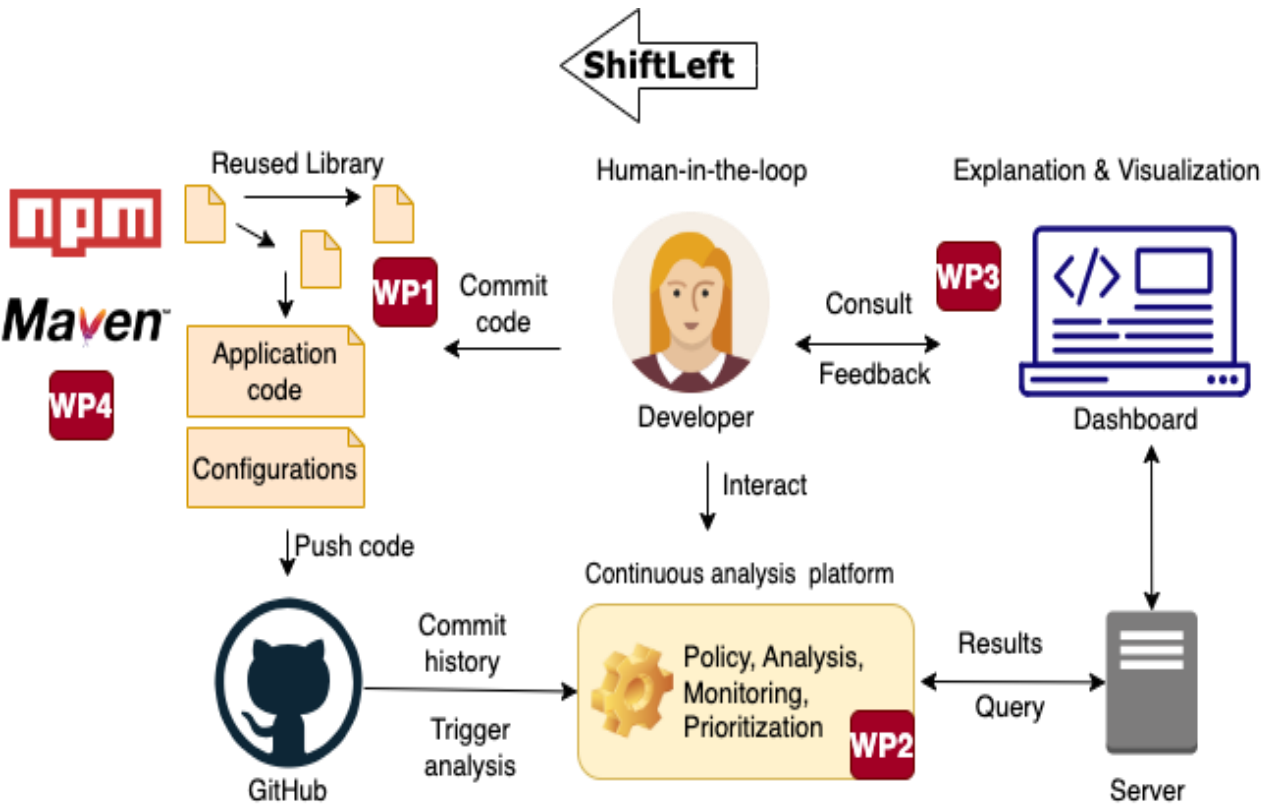 ShiftLeft
Reused Library
Human-in-the-loop
Explanation & Visualization
npm
WP1
Commit
code
Consult
WP3
Maven™
Feedback
Application
code
WP4
Developer
Dashboard
Configurations
Interact
Push code
Continuous analysis platform
Commit
history
Policy, Analysis,
Monitoring,
Prioritization
Results
Query
Trigger
analysis
WP2
GitHub
Server